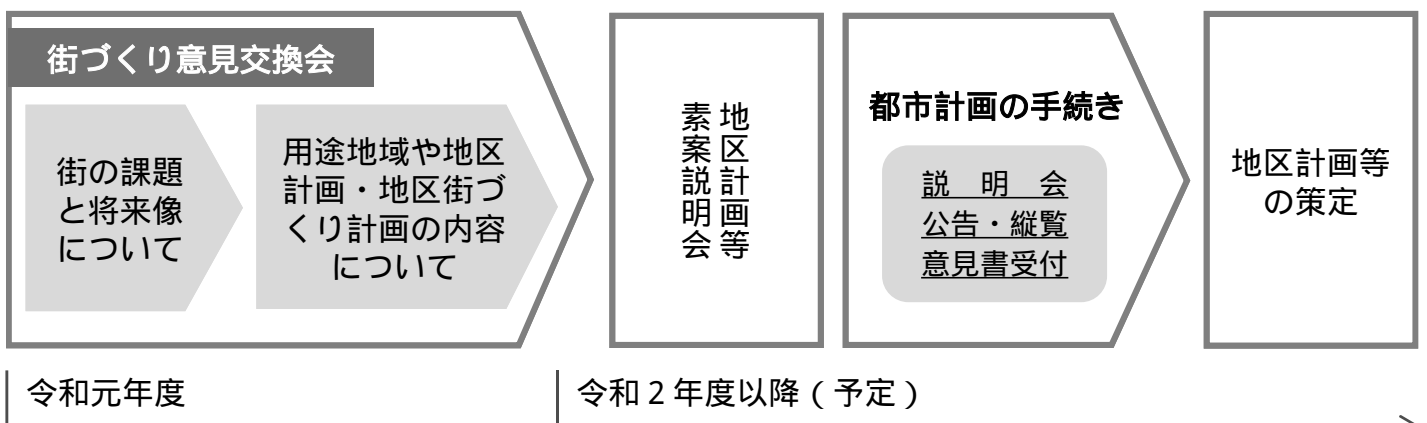 街づくり意見交換会
街の課題
と将来像
について
用途地域や地区
計画・地区街づ
くり計画の内容
について
地区計画等
素案説明会
都市計画の手続き
説　明　会
公告・縦覧
意見書受付
地区計画等
の策定
令和元年度
令和２年度以降（予定）